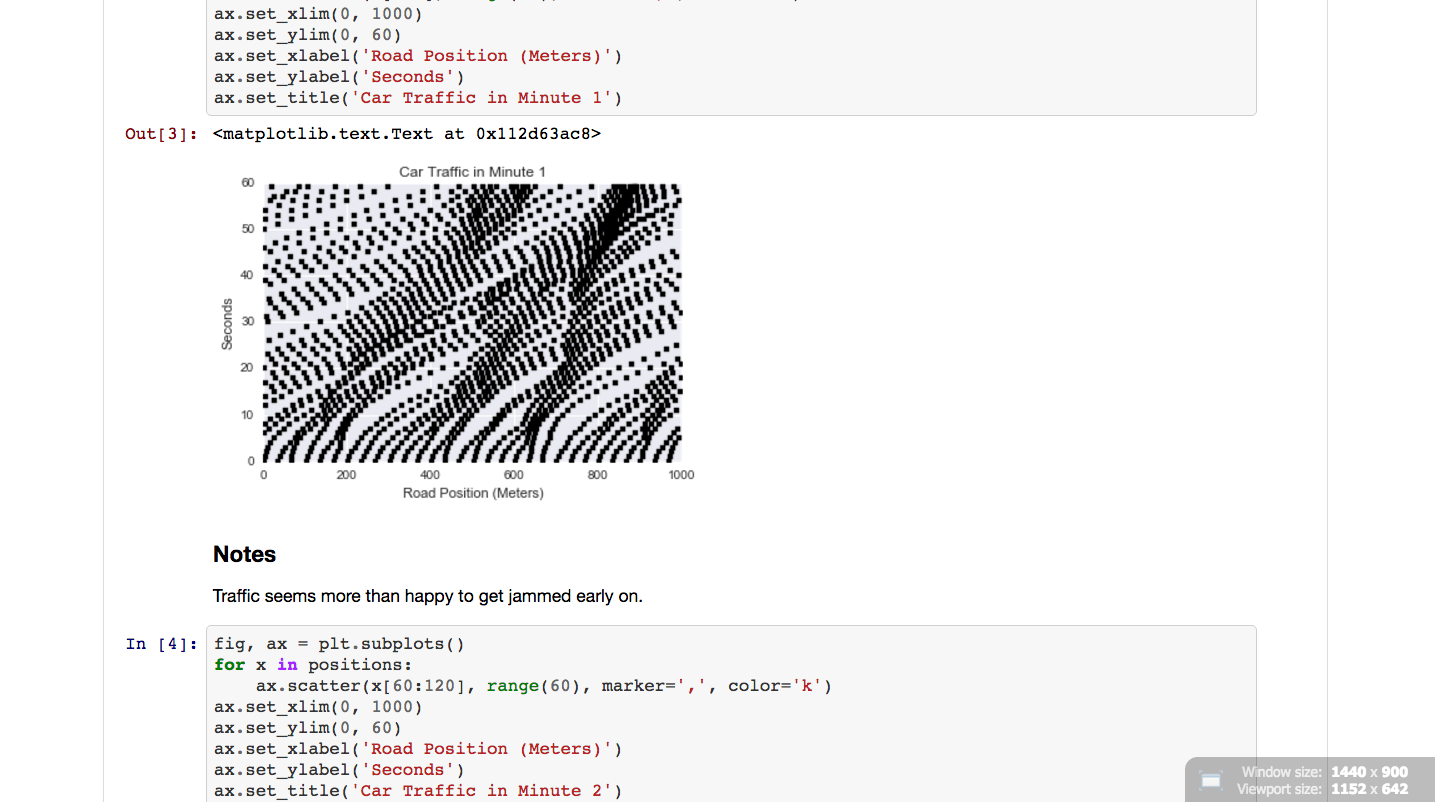 ax.set_xlim(0, 1000)
ax.set_ylim(0, 60)
ax.set_xlabel('Road Position (Meters)')
ax.set_ylabel('Seconds')
ax.set_title('Car Traffic in Minute 1')
Out[3]: <matplotlib.text.Text at 0x112d63ac8>
Car Traffic in Minute 1
60
50
40
30
20
10
0
Seconds
0 200 400 600 800 1000
Road Position (Meters)
Notes
Traffic seems more than happy to get jammed early on.
In [4]: fig, ax = plt.subplots()
for x in positions:
    ax.scatter(x[60:120], range(60), marker=',', color='k')
ax.set_xlim(0, 1000)
ax.set_ylim(0, 60)
ax.set_xlabel('Road Position (Meters)')
ax.set_ylabel('Seconds')
ax.set_title('Car Traffic in Minute 2')
Window size: 1440 x 900
Viewport size: 1152 x 642